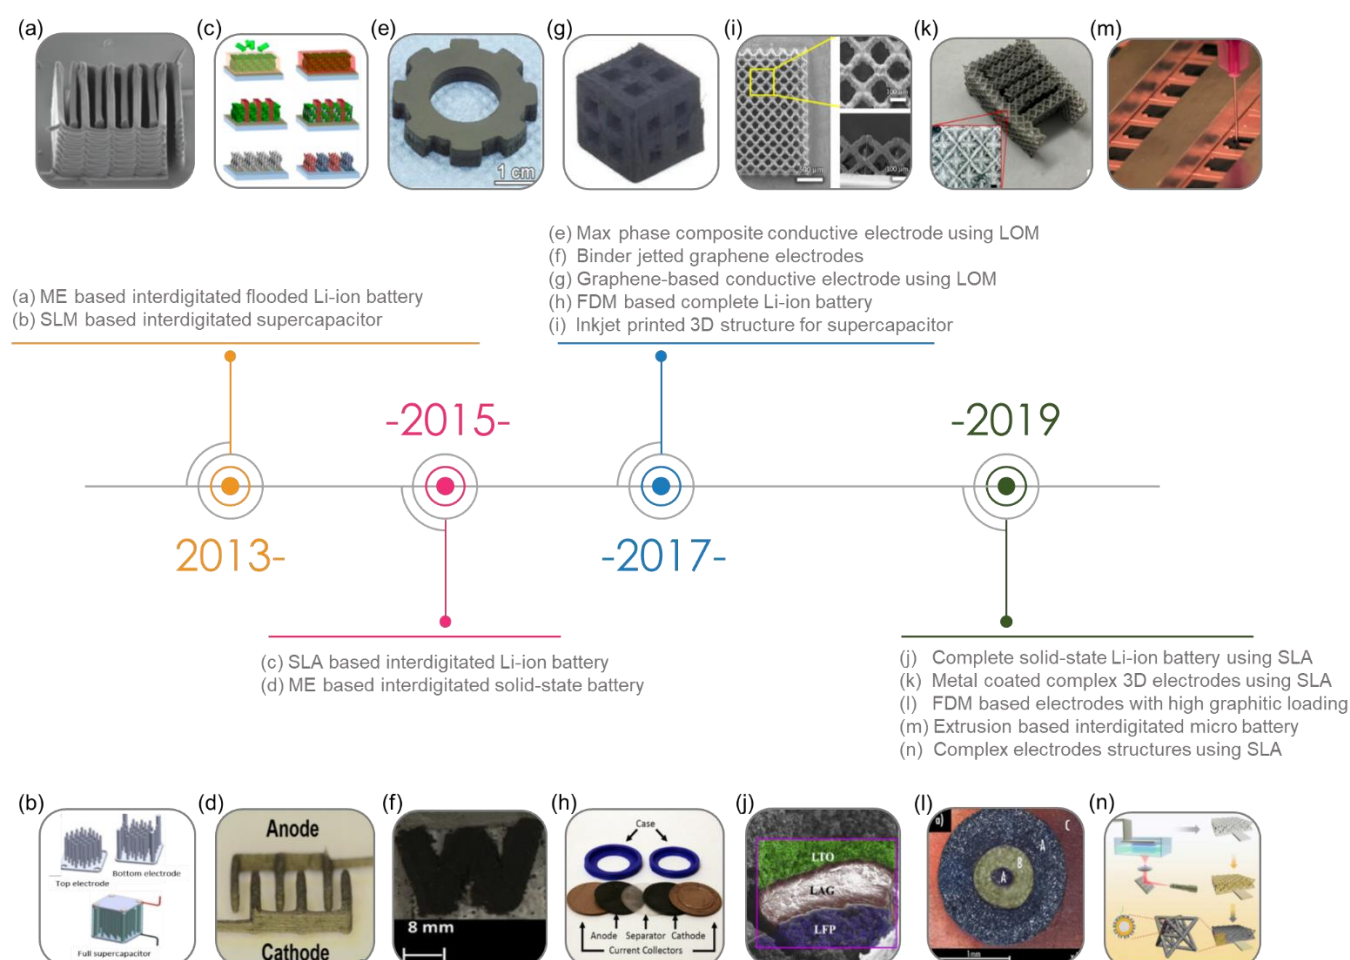 (a)
(c)
(e)
(g)
(i)
(k)
(m)
1 cm
500 µm
100 µm
(e) Max phase composite conductive electrode using LOM
(f) Binder jetted graphene electrodes
(g) Graphene-based conductive electrode using LOM
(h) FDM based complete Li-ion battery
(i) Inkjet printed 3D structure for supercapacitor
(a) ME based interdigitated flooded Li-ion battery
(b) SLM based interdigitated supercapacitor
-2015-
-2019
2013-
-2017-
(c) SLA based interdigitated Li-ion battery
(d) ME based interdigitated solid-state battery
(j) Complete solid-state Li-ion battery using SLA
(k) Metal coated complex 3D electrodes using SLA
(l) FDM based electrodes with high graphitic loading
(m) Extrusion based interdigitated micro battery
(n) Complex electrodes structures using SLA
(b)
(d)
(f)
(h)
(j)
(l)
(n)
Top electrode
Bottom electrode
Full supercapacitor
Anode
Cathode
8 mm
Case
Anode Separator Cathode
Current Collectors
LTO
LAG
LFP
a)
C
A
B
A
1mm